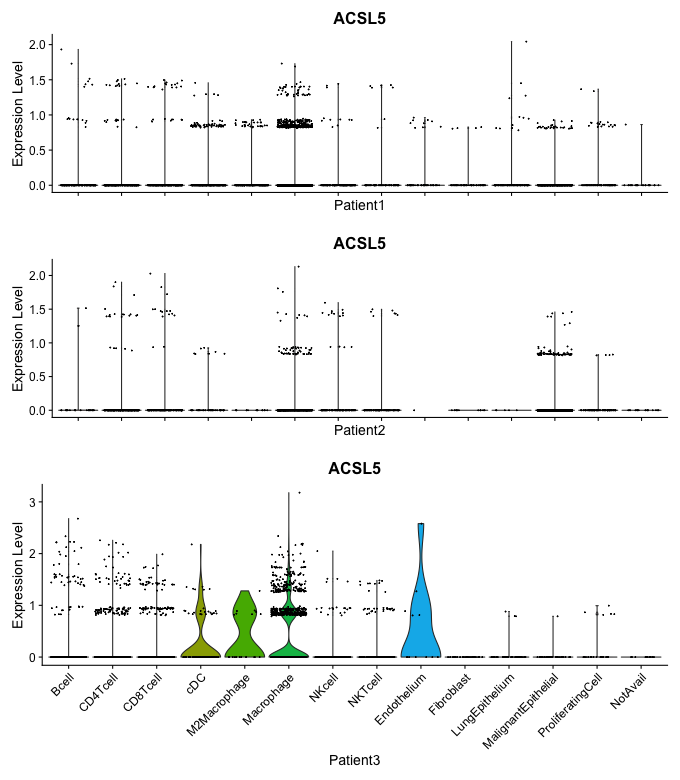 ACSL5
Expression Level
2.0
1.5
1.0
0.5
0.0
Patient1
ACSL5
Expression Level
2.0
1.5
1.0
0.5
0.0
Patient2
ACSL5
Expression Level
3
2
1
0
Bcell
CD4Tcell
CD8Tcell
cDC
M2Macrophage
Macrophage
NKcell
NKTcell
Endothelium
Fibroblast
LungEpithelium
MalignantEpithelial
ProliferatingCell
NotAvail
Patient3